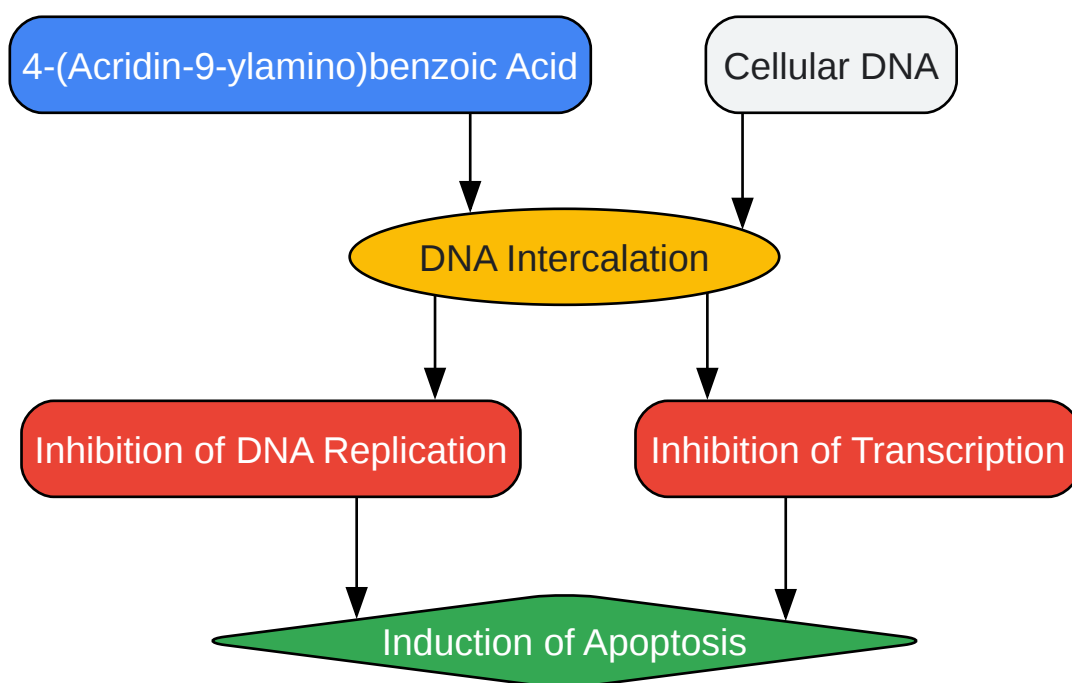 4-(Acridin-9-ylamino)benzoic Acid
Cellular DNA
DNA Intercalation
Inhibition of DNA Replication
Inhibition of Transcription
Induction of Apoptosis